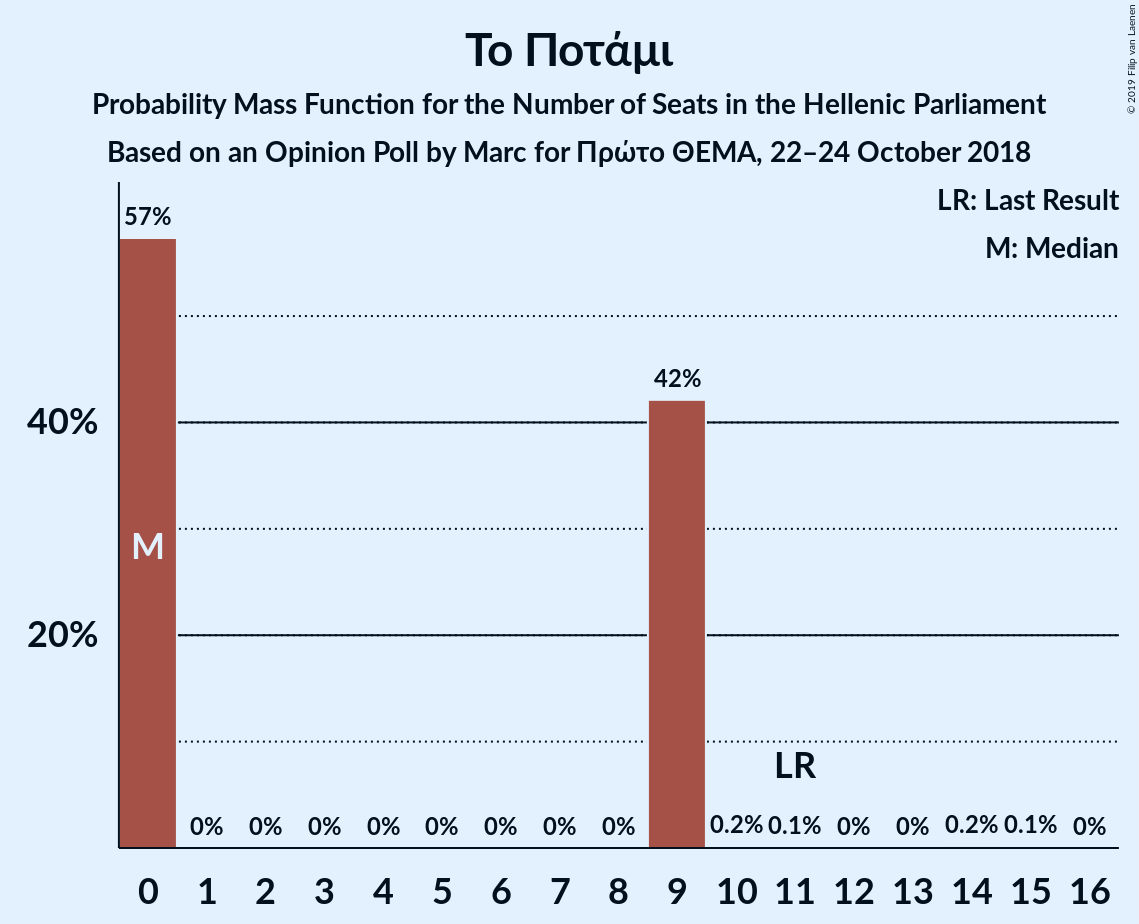 Το Ποτάμι
Probability Mass Function for the Number of Seats in the Hellenic Parliament
Based on an Opinion Poll by Marc for Πρώτο ΘΕΜΑ, 22–24 October 2018
© 2019 Filip van Laenen
LR: Last Result
M: Median
57%
42%
40%
M
20%
LR
0% 0% 0% 0% 0% 0% 0% 0% 0.2% 0.1% 0% 0% 0.2% 0.1% 0%
0 1 2 3 4 5 6 7 8 9 10 11 12 13 14 15 16